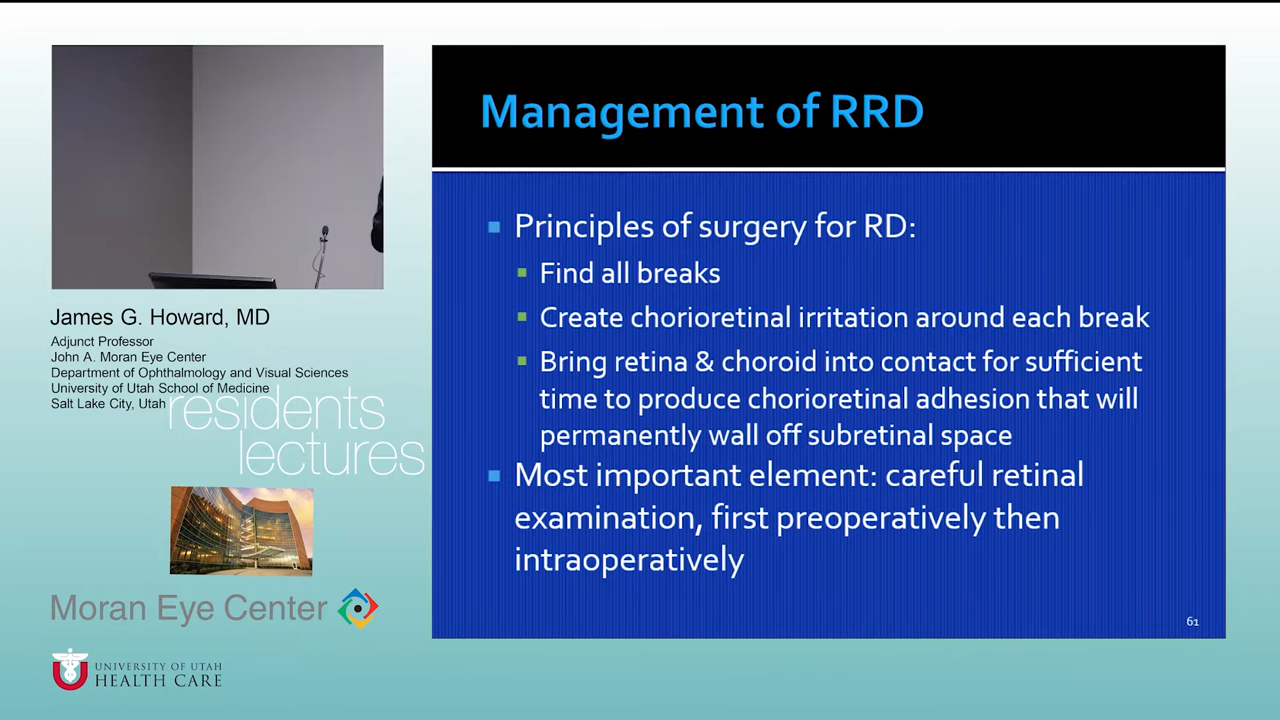 Management of RRD
Principles of surgery for RD:
Find all breaks
Create chorioretinal irritation around each break
Bring retina & choroid into contact for sufficient
time to produce chorioretinal adhesion that will
permanently wall off subretinal space
Most important element: careful retinal
examination, first preoperatively then
intraoperatively
61
James G. Howard, MD
Adjunct Professor
John A. Moran Eye Center
Department of Ophthalmology and Visual Sciences
University of Utah School of Medicine
Salt Lake City, Utah
residents
lectures
Moran Eye Center
UNIVERSITY OF UTAH
HEALTH CARE